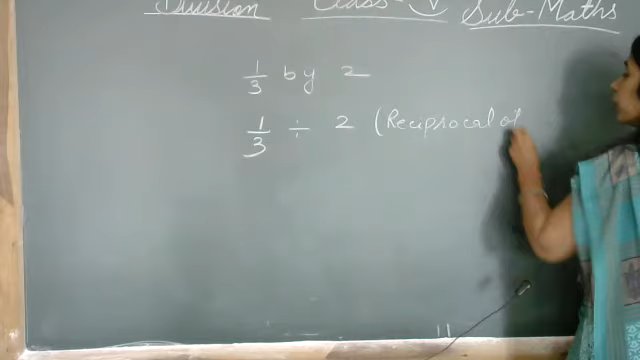 Division Class - V Sub - Maths
1/3 by 2
1/3 ÷ 2 (Reciprocal of